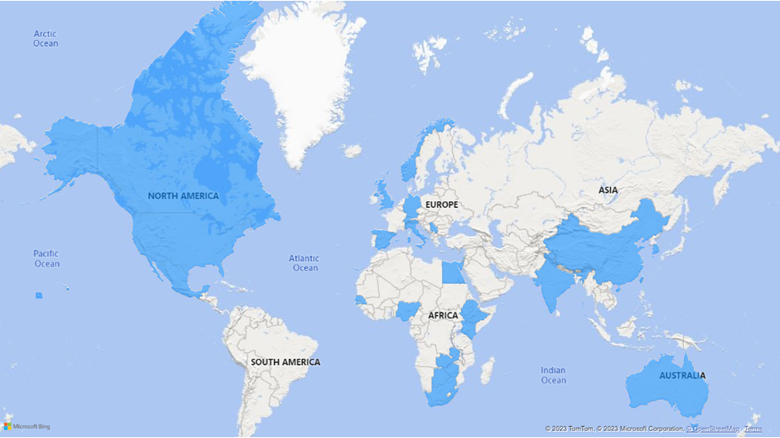 Arctic
Ocean
NORTH AMERICA
ASIA
EUROPE
Pacific
Ocean
Atlantic
Ocean
AFRICA
SOUTH AMERICA
Indian
Ocean
AUSTRALIA
Microsoft Bing
© 2023 TomTom, © 2023 Microsoft Corporation, © OpenStreetMap Terms